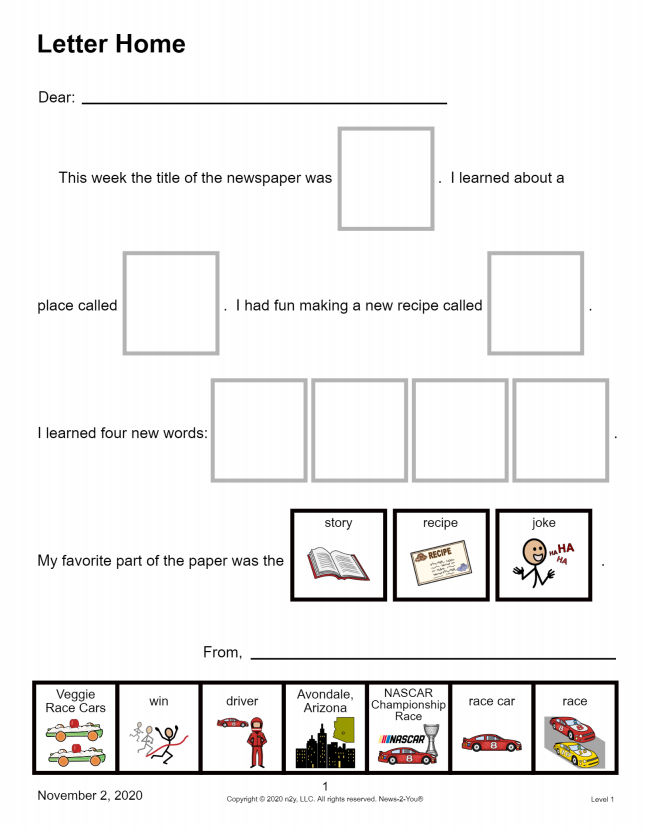 Letter Home
Dear:
This week the title of the newspaper was . I learned about a
place called . I had fun making a new recipe called .
I learned four new words: .
story recipe joke
RECIPE
HA HA HA
My favorite part of the paper was the .
From,
Veggie Race Cars
win
driver
Avondale, Arizona
NASCAR Championship Race
race car
race
NASCAR
8
8
8
November 2, 2020
1
Copyright © 2020 n2y, LLC. All rights reserved. News-2-You®
Level 1